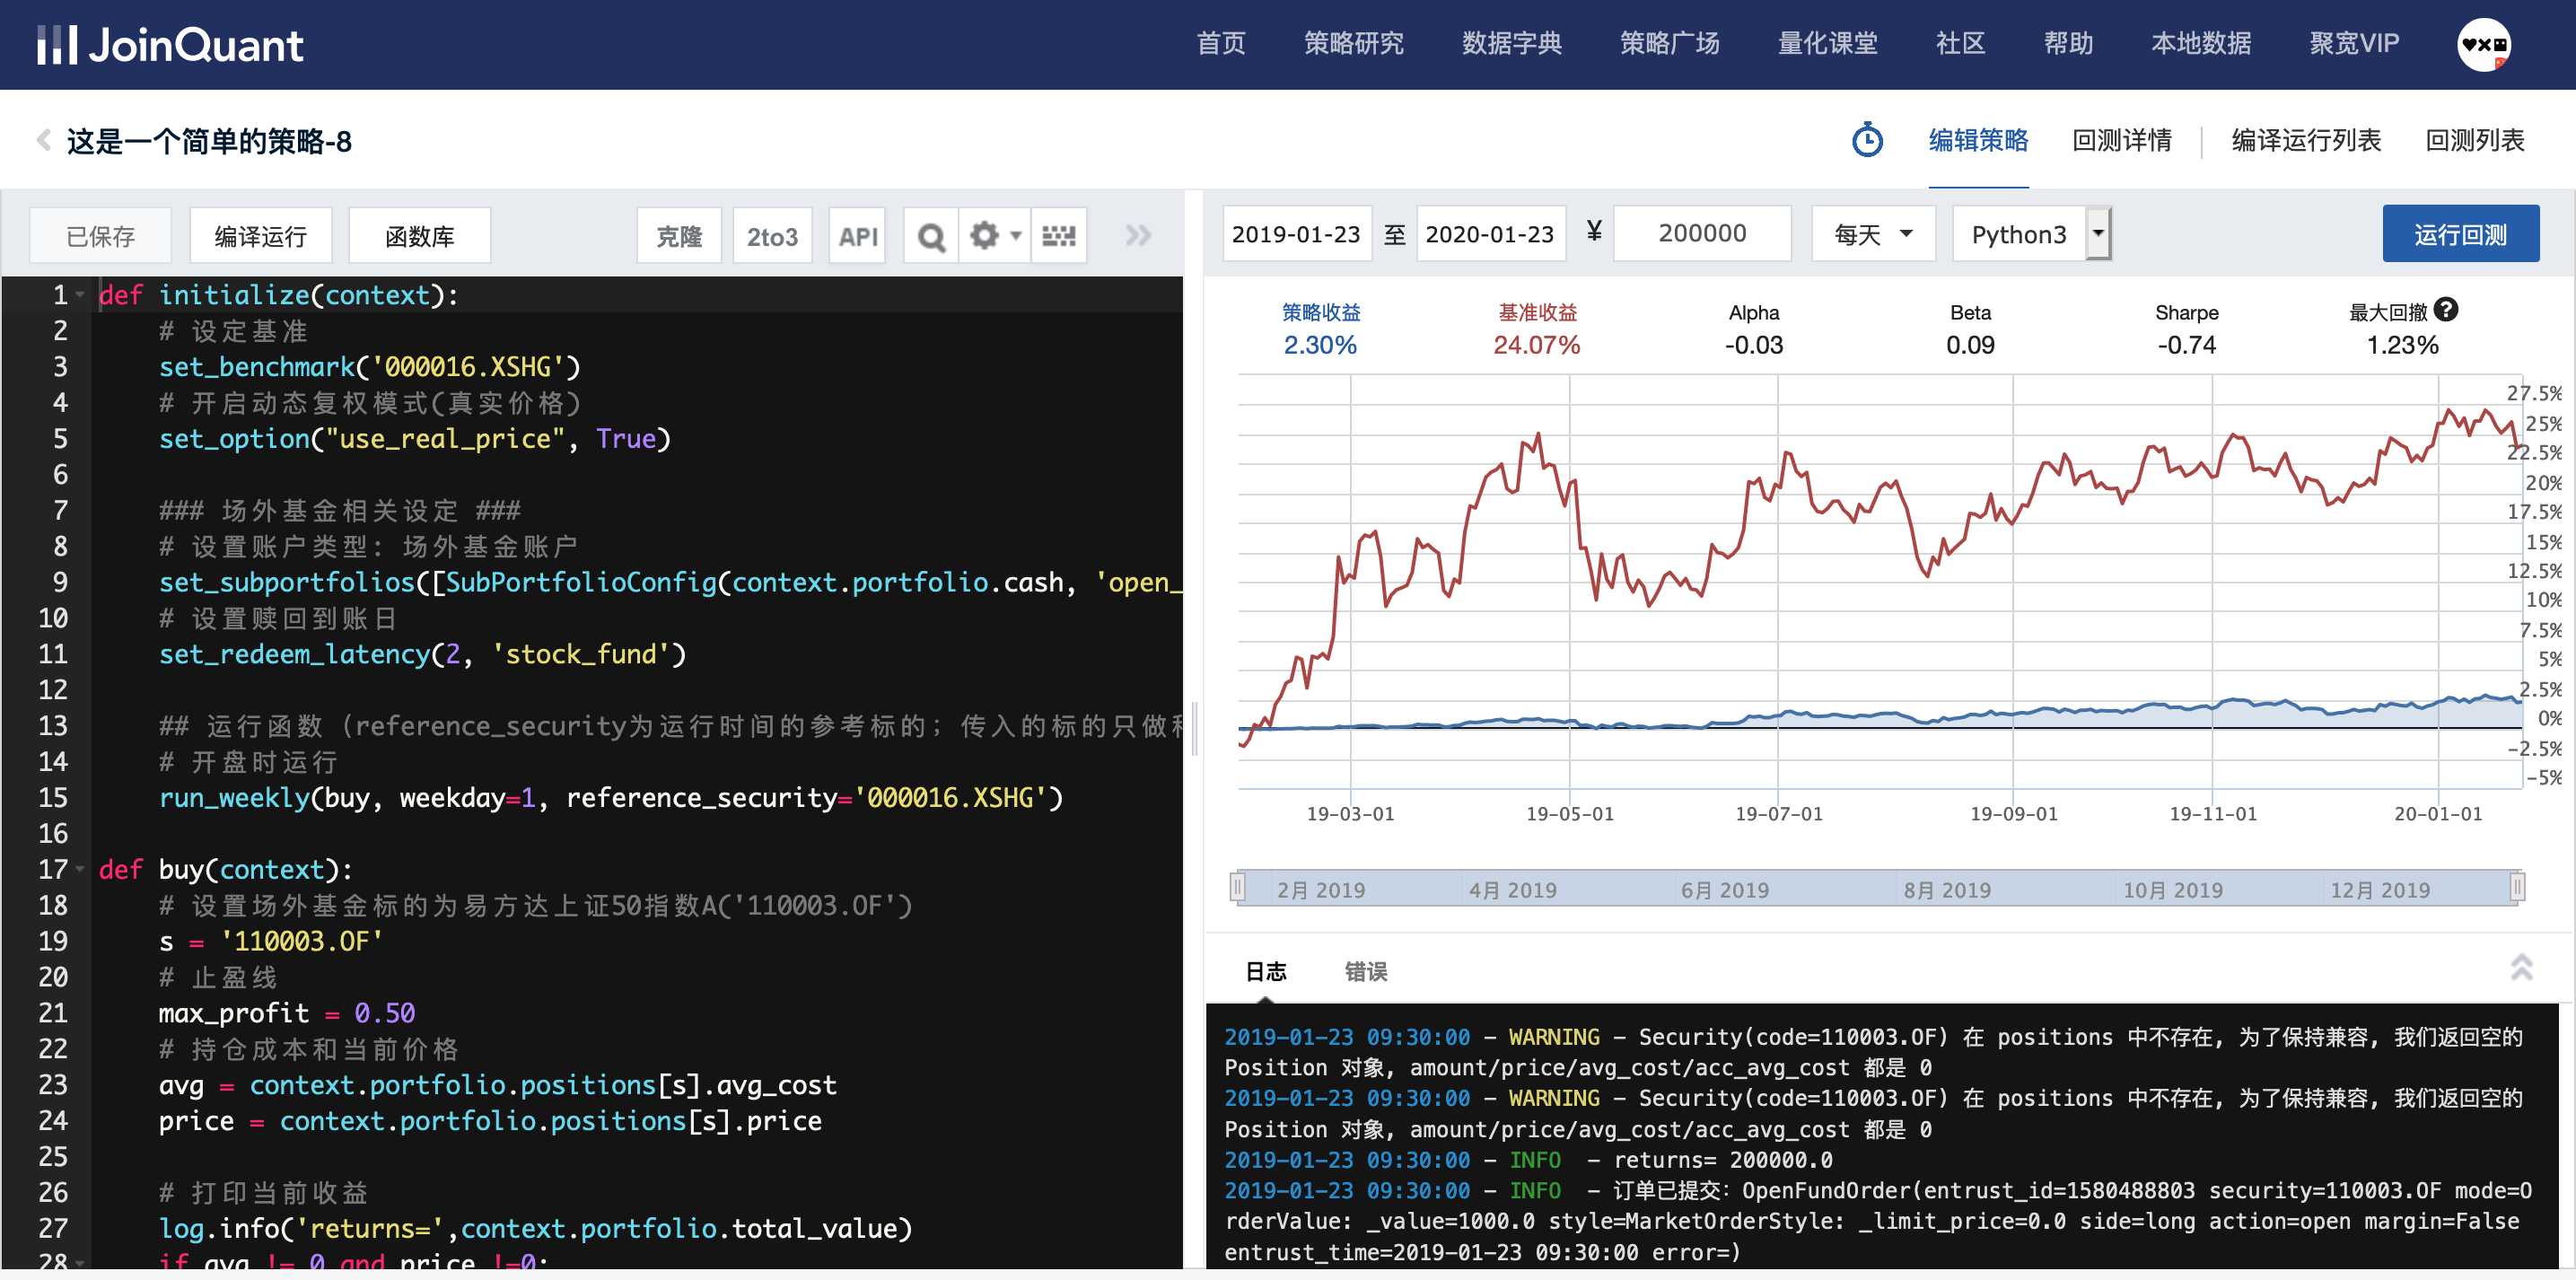 JoinQuant
首页 策略研究 数据字典 策略广场 量化课堂 社区 帮助 本地数据 聚宽VIP
这是一个简单的策略-8
编辑策略 回测详情 编译运行列表 回测列表
已保存 编译运行 函数库 克隆 2to3 API
2019-01-23 至 2020-01-23 ¥ 200000 每天 Python3 运行回测
1 def initialize(context):
2 # 设定基准
3 set_benchmark('000016.XSHG')
4 # 开启动态复权模式(真实价格)
5 set_option("use_real_price", True)
6
7 ### 场外基金相关设定 ###
8 # 设置账户类型: 场外基金账户
9 set_subportfolios([SubPortfolioConfig(context.portfolio.cash, 'open_
10 # 设置赎回到账日
11 set_redeem_latency(2, 'stock_fund')
12
13 ## 运行函数（reference_security为运行时间的参考标的；传入的标的只做
14 # 开盘时运行
15 run_weekly(buy, weekday=1, reference_security='000016.XSHG')
16
17 def buy(context):
18 # 设置场外基金标的为易方达上证50指数A('110003.OF')
19 s = '110003.OF'
20 # 止盈线
21 max_profit = 0.50
22 # 持仓成本和当前价格
23 avg = context.portfolio.positions[s].avg_cost
24 price = context.portfolio.positions[s].price
25
26 # 打印当前收益
27 log.info('returns=',context.portfolio.total_value)
28 if avg != 0 and price !=0:
策略收益 基准收益 Alpha Beta Sharpe 最大回撤
2.30% 24.07% -0.03 0.09 -0.74 1.23%
27.5%
25%
22.5%
20%
17.5%
15%
12.5%
10%
7.5%
5%
2.5%
0%
-2.5%
-5%
19-03-01 19-05-01 19-07-01 19-09-01 19-11-01 20-01-01
2月 2019 4月 2019 6月 2019 8月 2019 10月 2019 12月 2019
日志 错误
2019-01-23 09:30:00 - WARNING - Security(code=110003.OF) 在 positions 中不存在, 为了保持兼容, 我们返回空的
Position 对象, amount/price/avg_cost/acc_avg_cost 都是 0
2019-01-23 09:30:00 - WARNING - Security(code=110003.OF) 在 positions 中不存在, 为了保持兼容, 我们返回空的
Position 对象, amount/price/avg_cost/acc_avg_cost 都是 0
2019-01-23 09:30:00 - INFO - returns= 200000.0
2019-01-23 09:30:00 - INFO - 订单已提交: OpenFundOrder(entrust_id=1580488803 security=110003.OF mode=O
rderValue: _value=1000.0 style=MarketOrderStyle: _limit_price=0.0 side=long action=open margin=False
entrust_time=2019-01-23 09:30:00 error=)